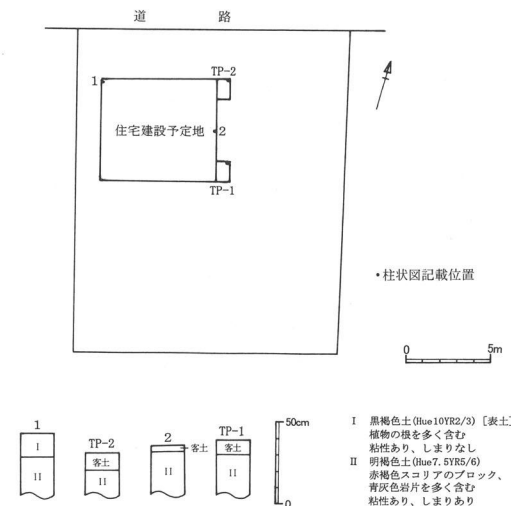 道 路
TP-2
1
住宅建設予定地
2
TP-1
・柱状図記載位置
0 5m
1
I
II
TP-2
客土
II
2
客土
II
TP-1
客土
II
50cm
0
I 黒褐色土(Hue10YR2/3)[表土]
植物の根を多く含む
粘性あり、しまりなし
II 明褐色土(Hue7.5YR5/6)
赤褐色スコリアのブロック、
青灰色岩片を多く含む
粘性あり、しまりあり